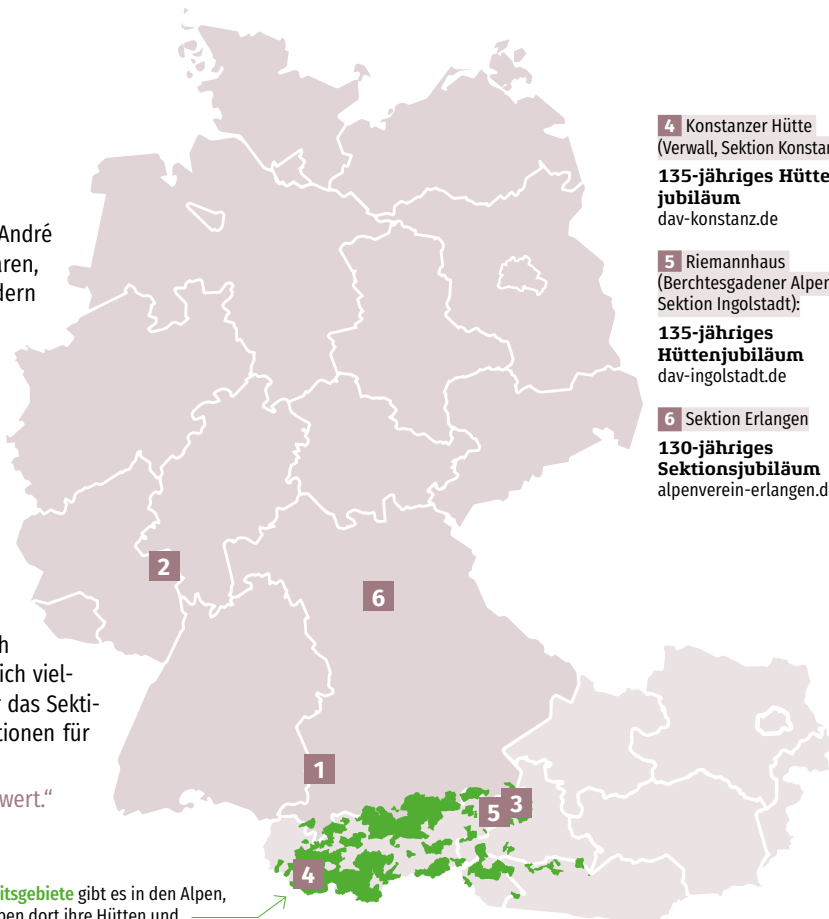 André
aren,
dern
h
ich viel-
r das Sekti-
tionen für
wert.“
itsgebiete gibt es in den Alpen,
ben dort ihre Hütten und
2
6
1
5
3
4
4 Konstanzer Hütte
(Verwall, Sektion Konstan
135-jähriges Hütte
jubiläum
dav-konstanz.de
5 Riemannhaus
(Berchtesgadener Alpen
Sektion Ingolstadt):
135-jähriges
Hüttenjubiläum
dav-ingolstadt.de
6 Sektion Erlangen
130-jähriges
Sektionsjubiläum
alpenverein-erlangen.d